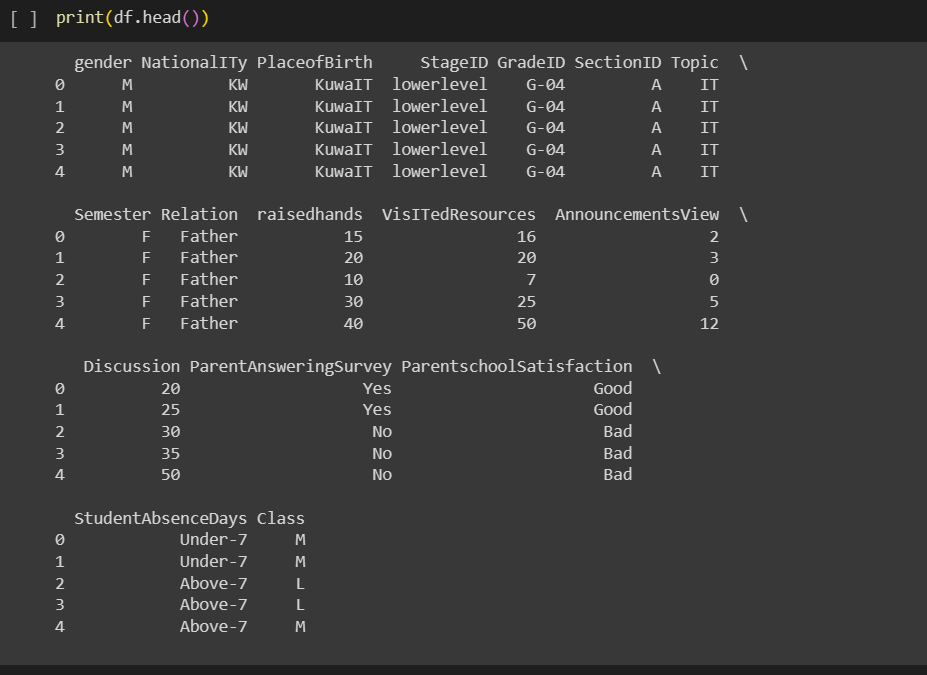 [ ] print(df.head())
gender NationalITy PlaceofBirth StageID GradeID SectionID Topic \
0 M KW KuwaIT lowerlevel G-04 A IT
1 M KW KuwaIT lowerlevel G-04 A IT
2 M KW KuwaIT lowerlevel G-04 A IT
3 M KW KuwaIT lowerlevel G-04 A IT
4 M KW KuwaIT lowerlevel G-04 A IT
Semester Relation raisedhands VisITedResources AnnouncementsView \
0 F Father 15 16 2
1 F Father 20 20 3
2 F Father 10 7 0
3 F Father 30 25 5
4 F Father 40 50 12
Discussion ParentAnsweringSurvey ParentschoolSatisfaction \
0 20 Yes Good
1 25 Yes Good
2 30 No Bad
3 35 No Bad
4 50 No Bad
StudentAbsenceDays Class
0 Under-7 M
1 Under-7 M
2 Above-7 L
3 Above-7 L
4 Above-7 M